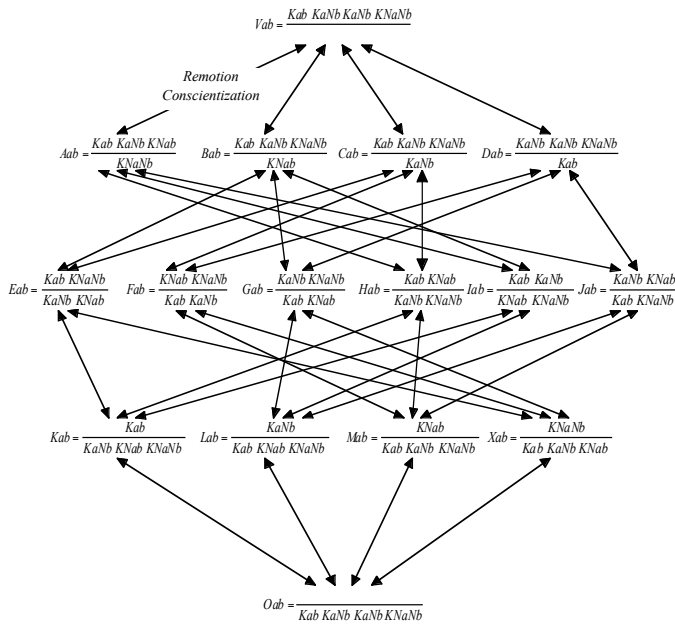 Kab KaNb KaNb KNaNb
Vab =
Remotion
Conscientization
Kab KaNb KNab
Aab =
KNaNb
Kab KaNb KNaNb
Bab =
KNab
Kab KaNb KNaNb
Cab =
KaNb
KaNb KaNb KNaNb
Dab =
Kab
Kab KNaNb
Eab =
KaNb KNab
KNab KNaNb
Fab =
Kab KaNb
KaNb KNaNb
Gab =
Kab KNab
Kab KNab
Hab =
KaNb KNaNb
Kab KaNb
Iab =
KNab KNaNb
KaNb KNab
Jab =
Kab KNaNb
Kab
Kab =
KaNb KNab KNaNb
KaNb
Lab =
Kab KNab KNaNb
KNab
Mab =
Kab KaNb KNaNb
KNaNb
Xab =
Kab KaNb KNab
Oab =
Kab KaNb KaNb KNaNb